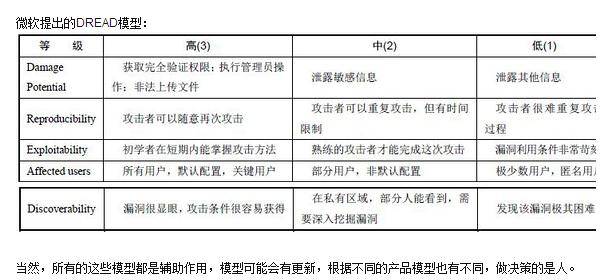 微软提出的DREAD模型：
等 级 高(3) 中(2) 低(1)
Damage Potential 获取完全验证权限；执行管理员操作；非法上传文件 泄露敏感信息 泄露其他信息
Reproducibility 攻击者可以随意再次攻击 攻击者可以重复攻击，但有时间限制 攻击者很难重复攻击过程
Exploitability 初学者在短期内能掌握攻击方法 熟练的攻击者才能完成这次攻击 漏洞利用条件非常苛刻
Affected users 所有用户，默认配置，关键用户 部分用户，非默认配置 极少数用户，匿名用
Discoverability 漏洞很显眼，攻击条件很容易获得 在私有区域，部分人能看到，需要深入挖掘漏洞 发现该漏洞极其困难
当然，所有的这些模型都是辅助作用，模型可能会有更新，根据不同的产品模型也有不同，做决策的是人。